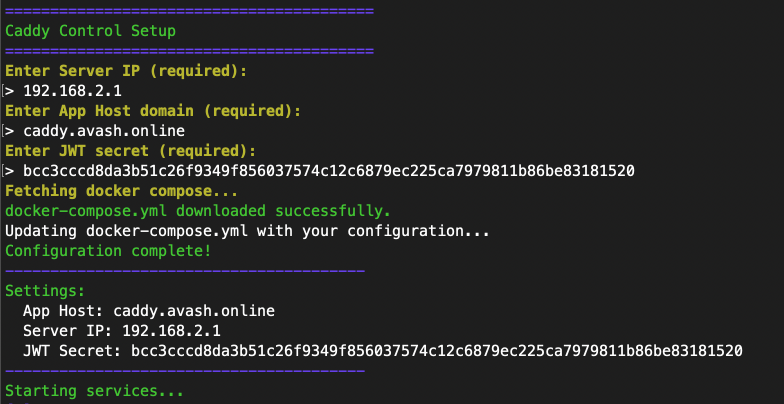 =========================================
Caddy Control Setup
=========================================
Enter Server IP (required):
[> 192.168.2.1
Enter App Host domain (required):
[> caddy.avash.online
Enter JWT secret (required):
[> bcc3cccd8da3b51c26f9349f856037574c12c6879ec225ca7979811b86be83181520
Fetching docker compose...
docker-compose.yml downloaded successfully.
Updating docker-compose.yml with your configuration...
Configuration complete!
----------------------------------------
Settings:
  App Host: caddy.avash.online
  Server IP: 192.168.2.1
  JWT Secret: bcc3cccd8da3b51c26f9349f856037574c12c6879ec225ca7979811b86be83181520
----------------------------------------
Starting services...